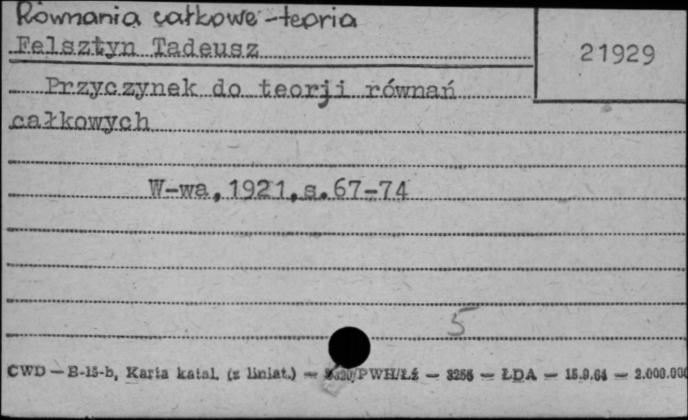 Równania całkowe - teoria
Felsztyn Tadeusz
21929
Przyczynek do teorji równań
całkowych
W-wa,1921,s.67-74
5
CWD — B-15-b, Karta katal. (z liniat.) — PWH/Łź — 3256 — ŁDA — 15.9.64 — 2.000.000